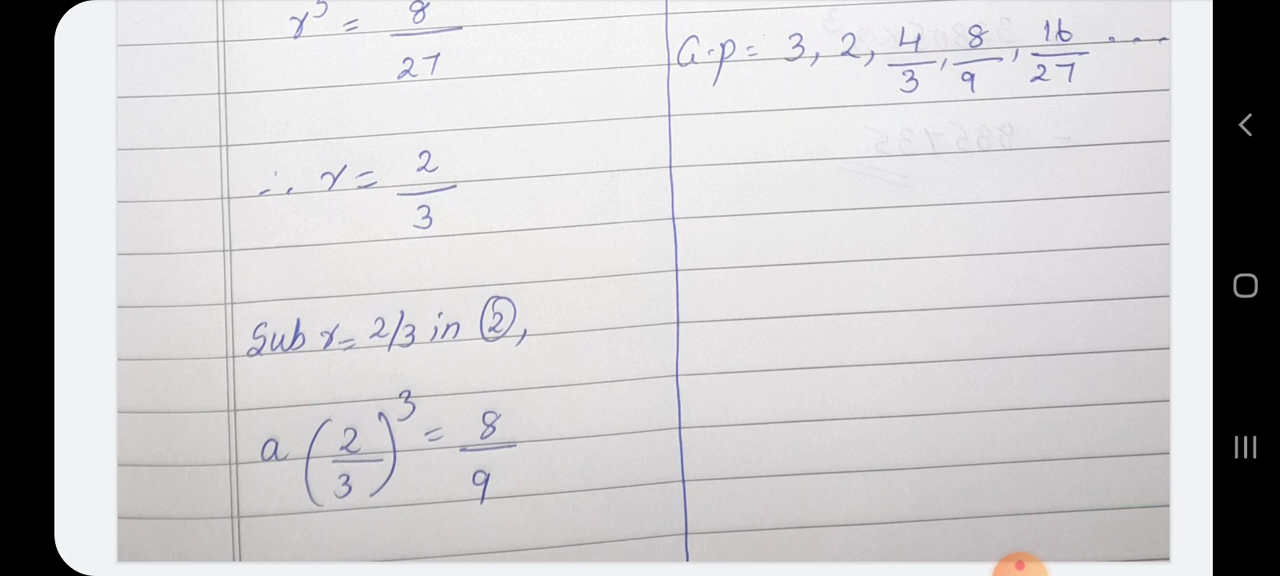 r³ = 8/27
∴ r = 2/3
Sub r = 2/3 in ②,
a (2/3)³ = 8/9
G.P = 3, 2, 4/3, 8/9, 16/27, ....